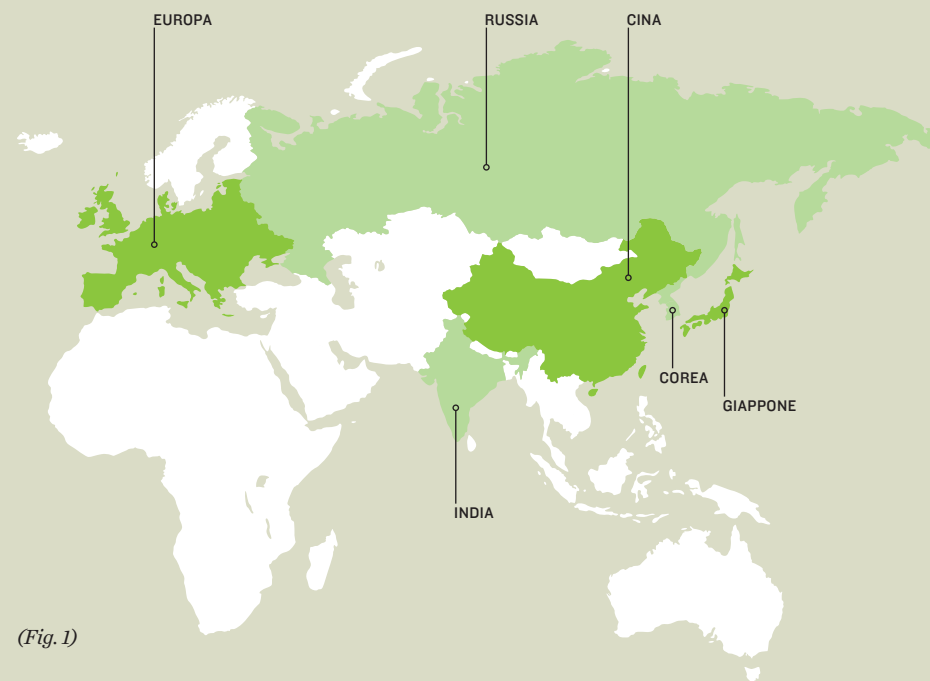 EUROPA
RUSSIA
CINA
COREA
GIAPPONE
INDIA
(Fig. 1)